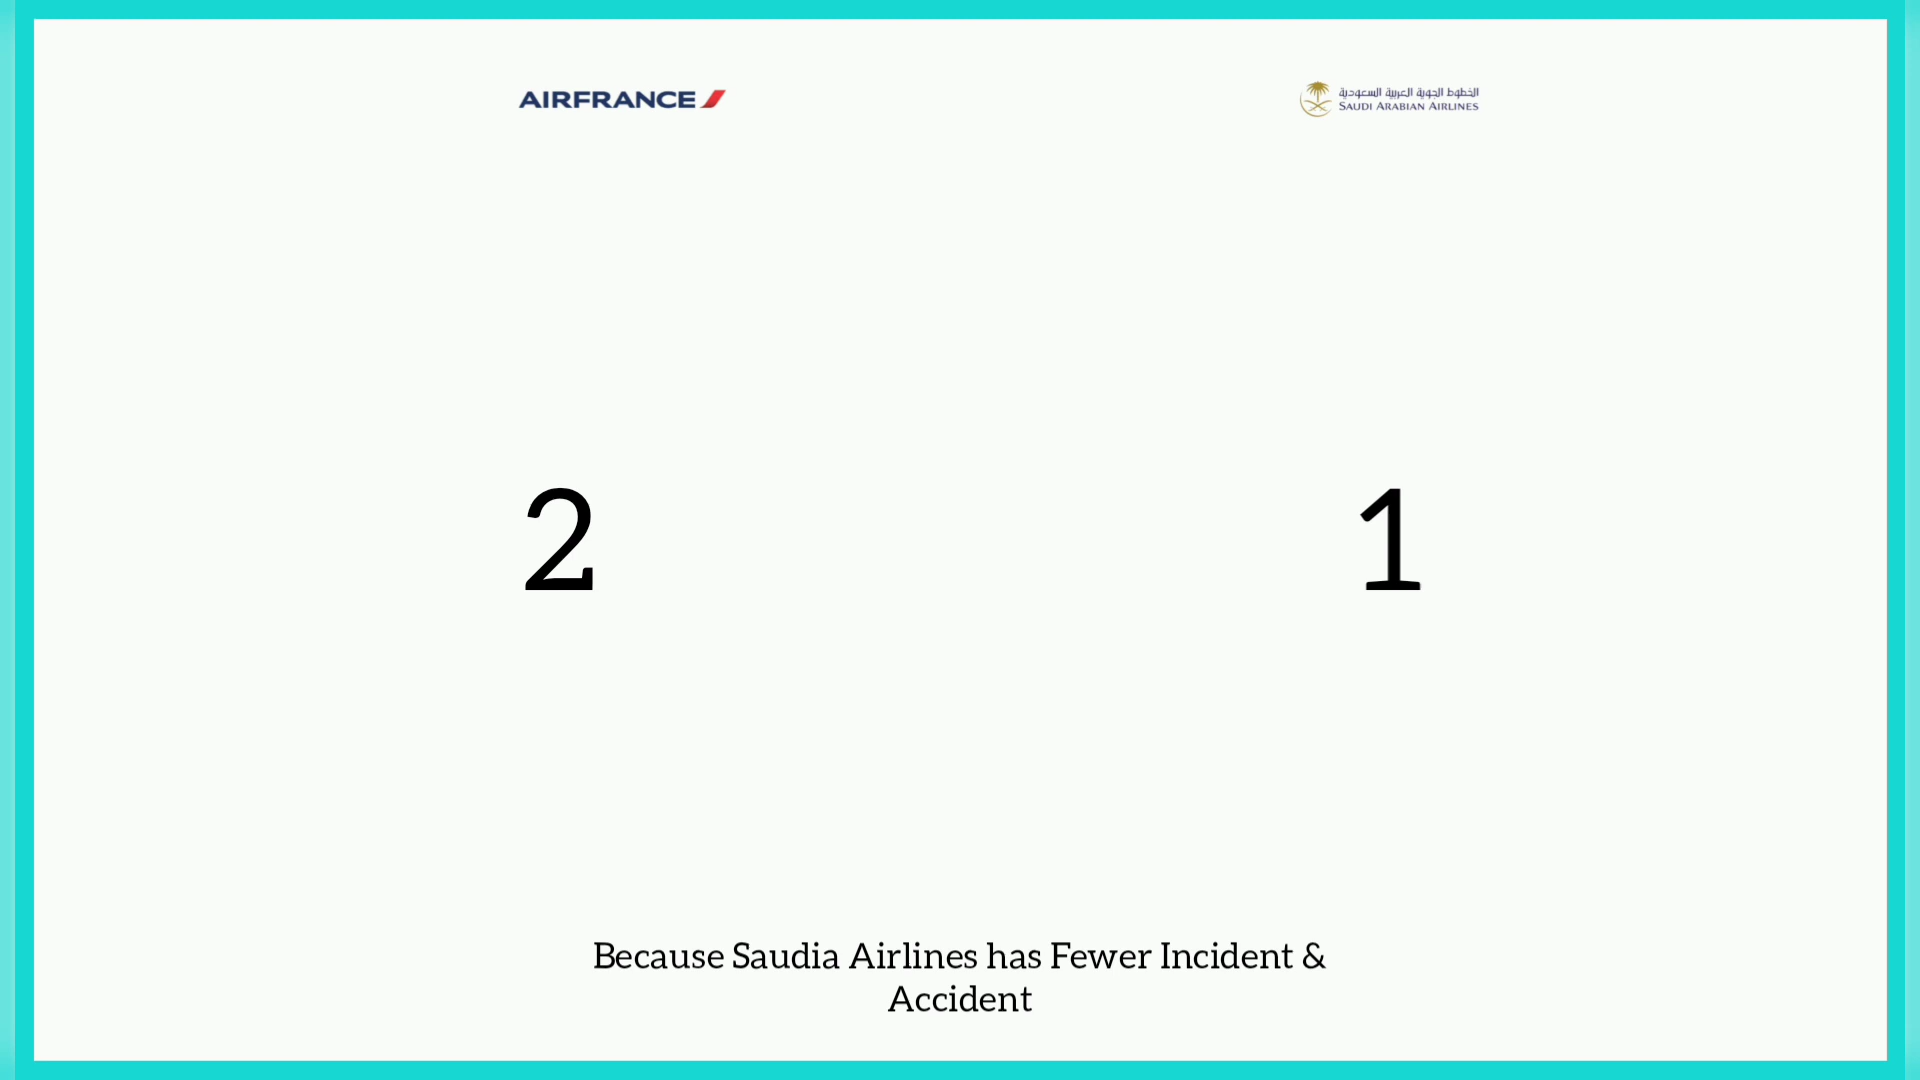 AIRFRANCE
الخطوط الجوية العربية السعودية
SAUDI ARABIAN AIRLINES
2
1
Because Saudia Airlines has Fewer Incident &
Accident